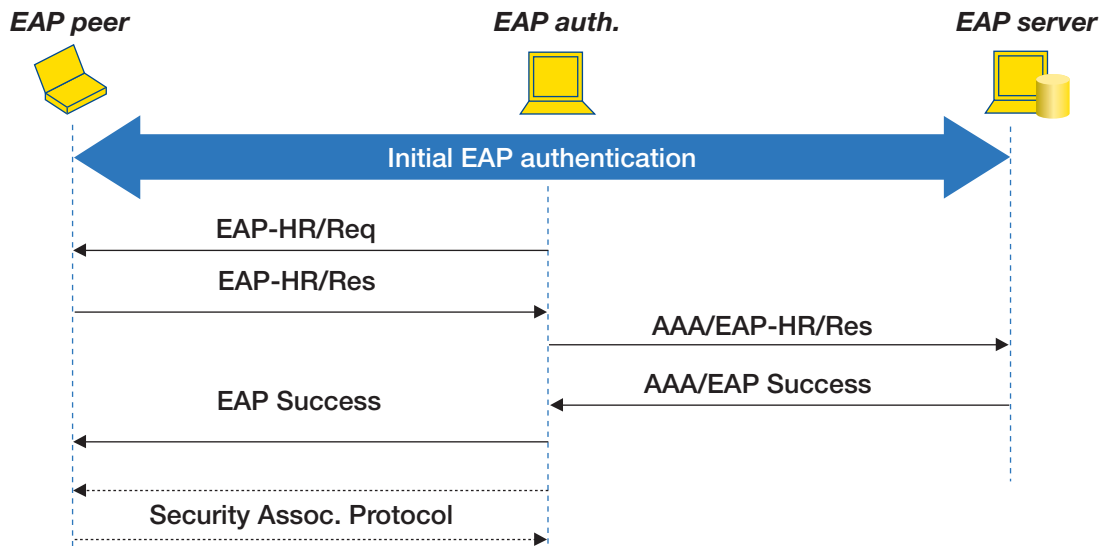 EAP peer
EAP auth.
EAP server
Initial EAP authentication
EAP-HR/Req
EAP-HR/Res
AAA/EAP-HR/Res
AAA/EAP Success
EAP Success
Security Assoc. Protocol